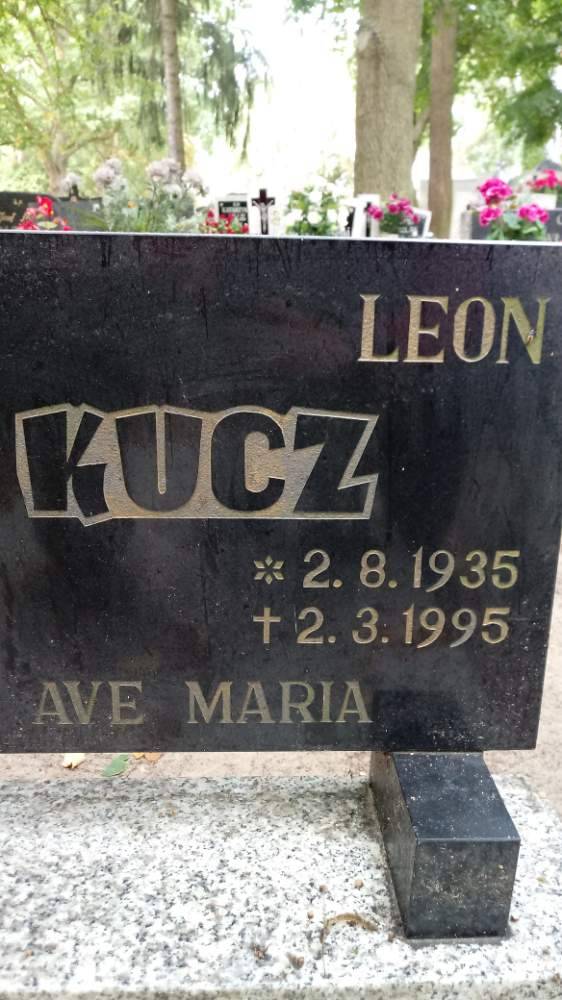 LEON
KUCZ
* 2. 8. 1935
† 2. 3. 1995
AVE MARIA